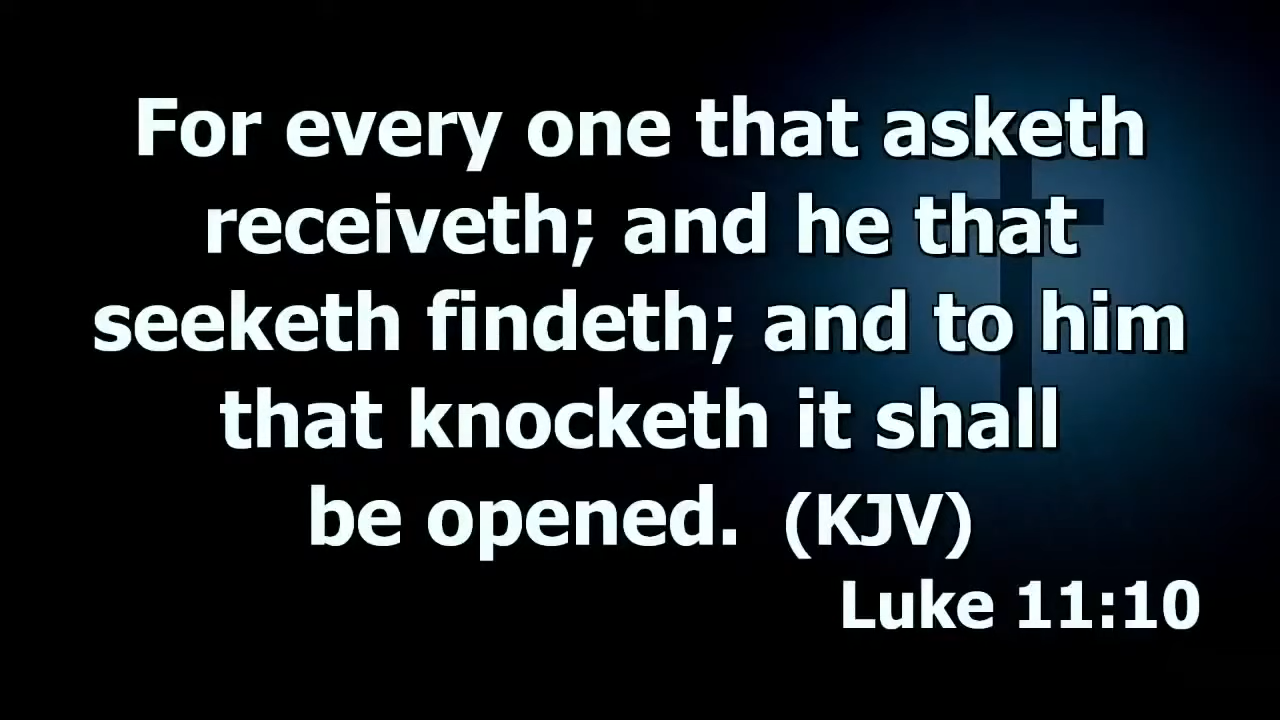 For every one that asketh
receiveth; and he that
seeketh findeth; and to him
that knocketh it shall
be opened.  (KJV)
Luke 11:10